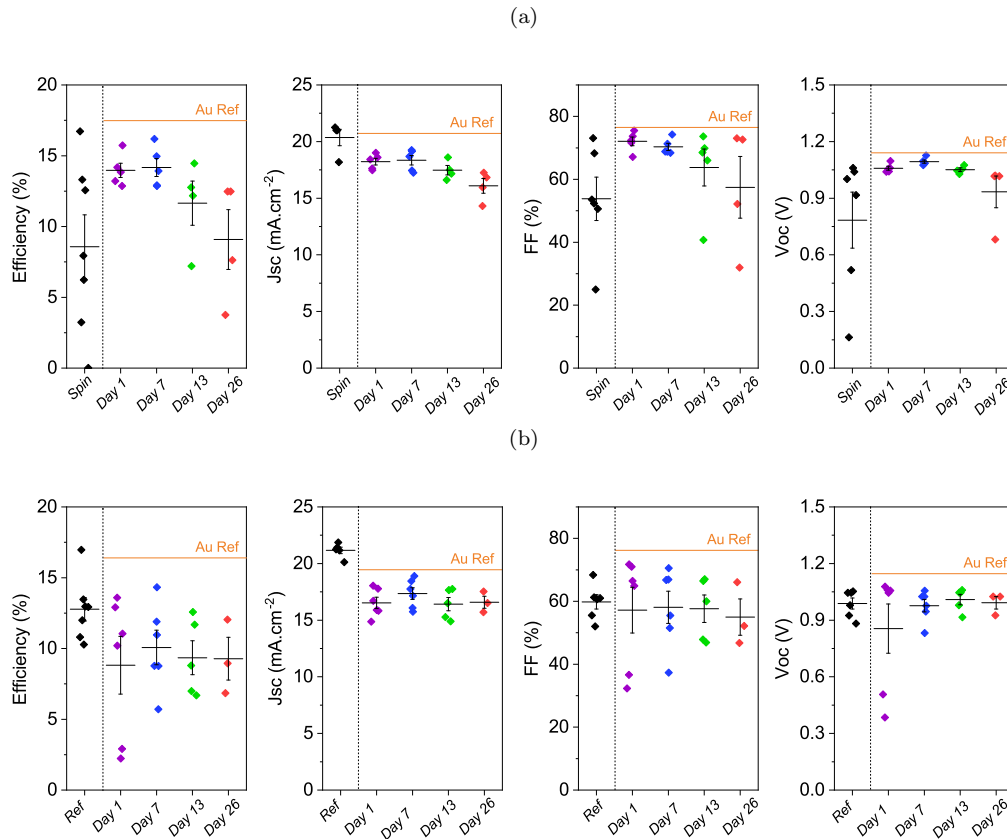 (a)
Efficiency (%)
20
15
10
5
0
Au Ref
Spin
Day 1
Day 7
Day 13
Day 26
Jsc (mA.cm⁻²)
25
20
15
10
5
0
Au Ref
Spin
Day 1
Day 7
Day 13
Day 26
FF (%)
80
60
40
20
0
Au Ref
Spin
Day 1
Day 7
Day 13
Day 26
Voc (V)
1.5
1.2
0.9
0.6
0.3
0.0
Au Ref
Spin
Day 1
Day 7
Day 13
Day 26
(b)
Efficiency (%)
20
15
10
5
0
Au Ref
Ref
Day 1
Day 7
Day 13
Day 26
Jsc (mA.cm⁻²)
25
20
15
10
5
0
Au Ref
Ref
Day 1
Day 7
Day 13
Day 26
FF (%)
80
60
40
20
0
Au Ref
Ref
Day 1
Day 7
Day 13
Day 26
Voc (V)
1.5
1.2
0.9
0.6
0.3
0.0
Au Ref
Ref
Day 1
Day 7
Day 13
Day 26